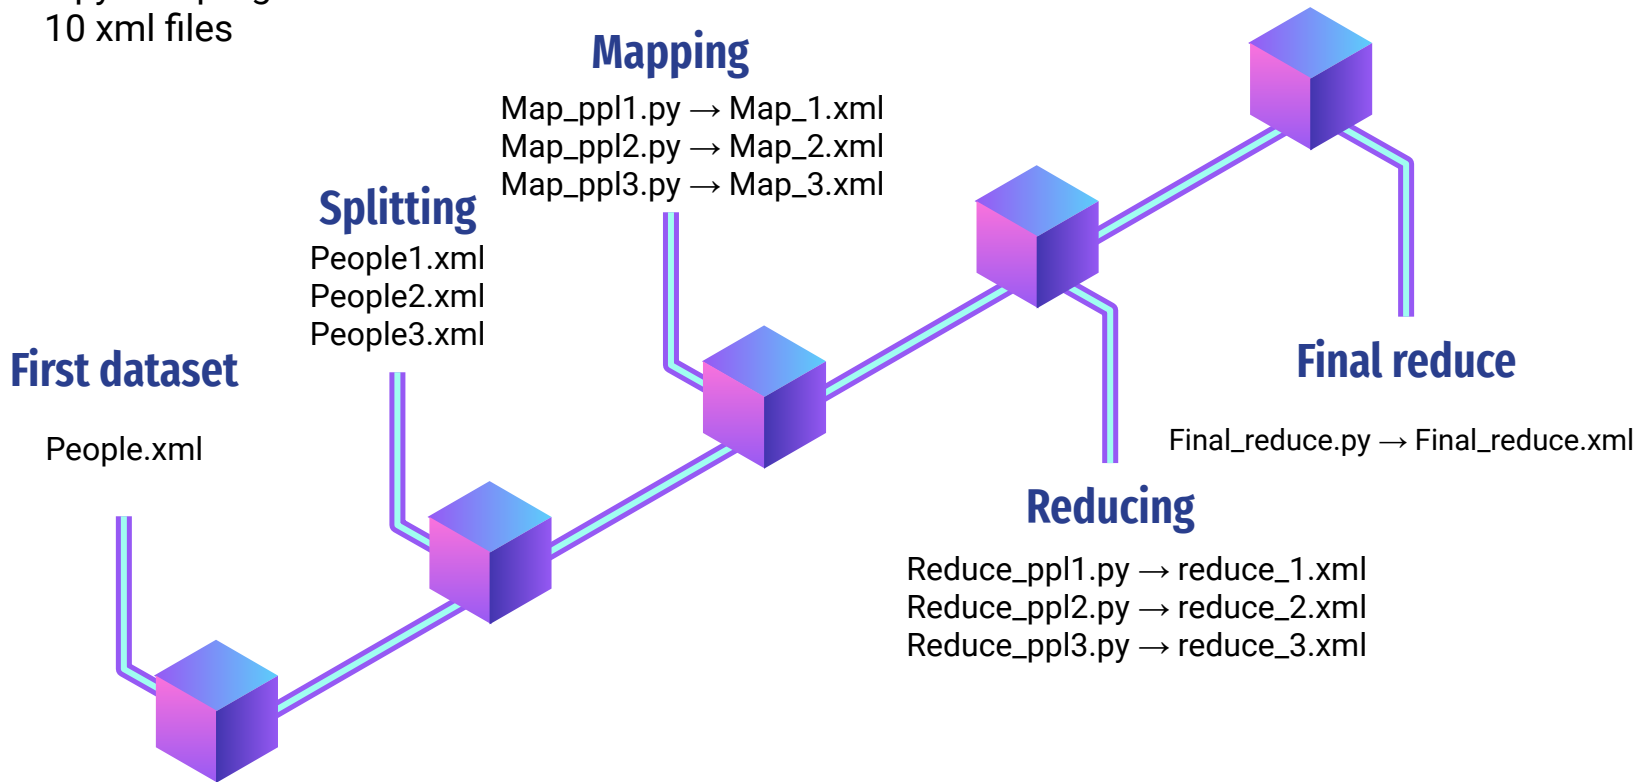 10 xml files
Mapping
Map_ppl1.py → Map_1.xml
Map_ppl2.py → Map_2.xml
Map_ppl3.py → Map_3.xml
Splitting
People1.xml
People2.xml
People3.xml
First dataset
People.xml
Final reduce
Final_reduce.py → Final_reduce.xml
Reducing
Reduce_ppl1.py → reduce_1.xml
Reduce_ppl2.py → reduce_2.xml
Reduce_ppl3.py → reduce_3.xml